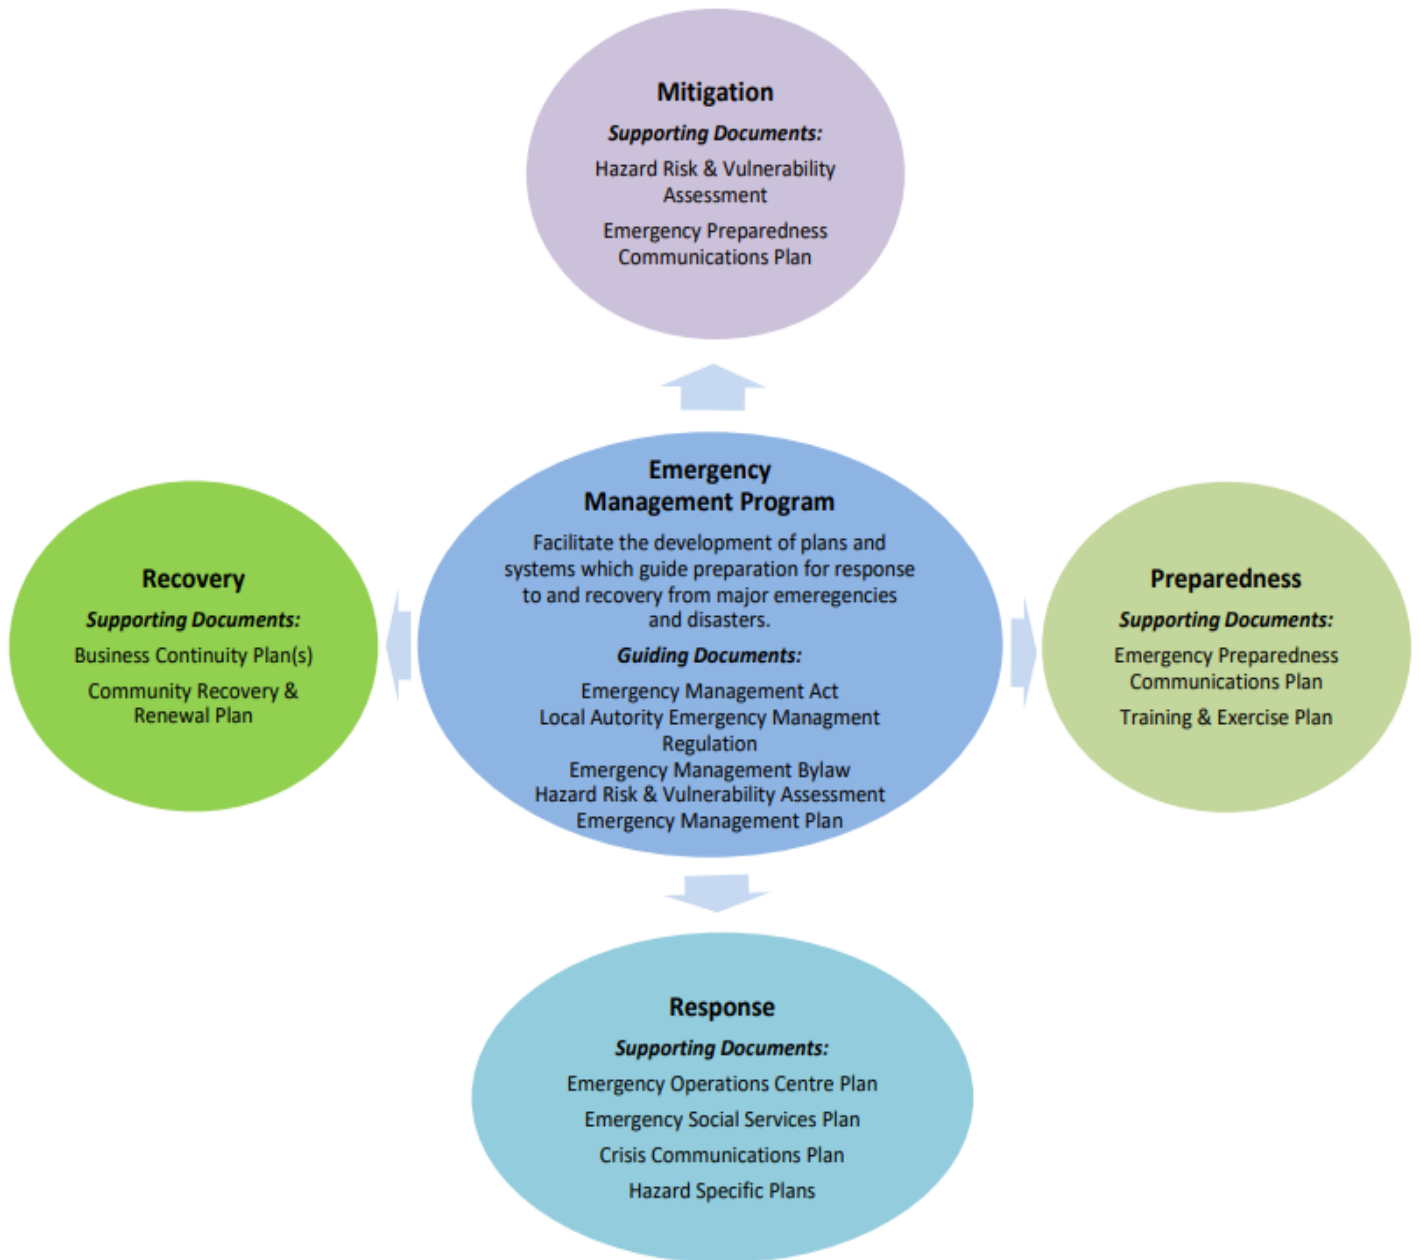 Mitigation
Supporting Documents:
Hazard Risk & Vulnerability
Assessment
Emergency Preparedness
Communications Plan
Emergency
Management Program
Facilitate the development of plans and
systems which guide preparation for response
to and recovery from major emeregencies
and disasters.
Guiding Documents:
Emergency Management Act
Local Autority Emergency Managment
Regulation
Emergency Management Bylaw
Hazard Risk & Vulnerability Assessment
Emergency Management Plan
Recovery
Supporting Documents:
Business Continuity Plan(s)
Community Recovery &
Renewal Plan
Preparedness
Supporting Documents:
Emergency Preparedness
Communications Plan
Training & Exercise Plan
Response
Supporting Documents:
Emergency Operations Centre Plan
Emergency Social Services Plan
Crisis Communications Plan
Hazard Specific Plans